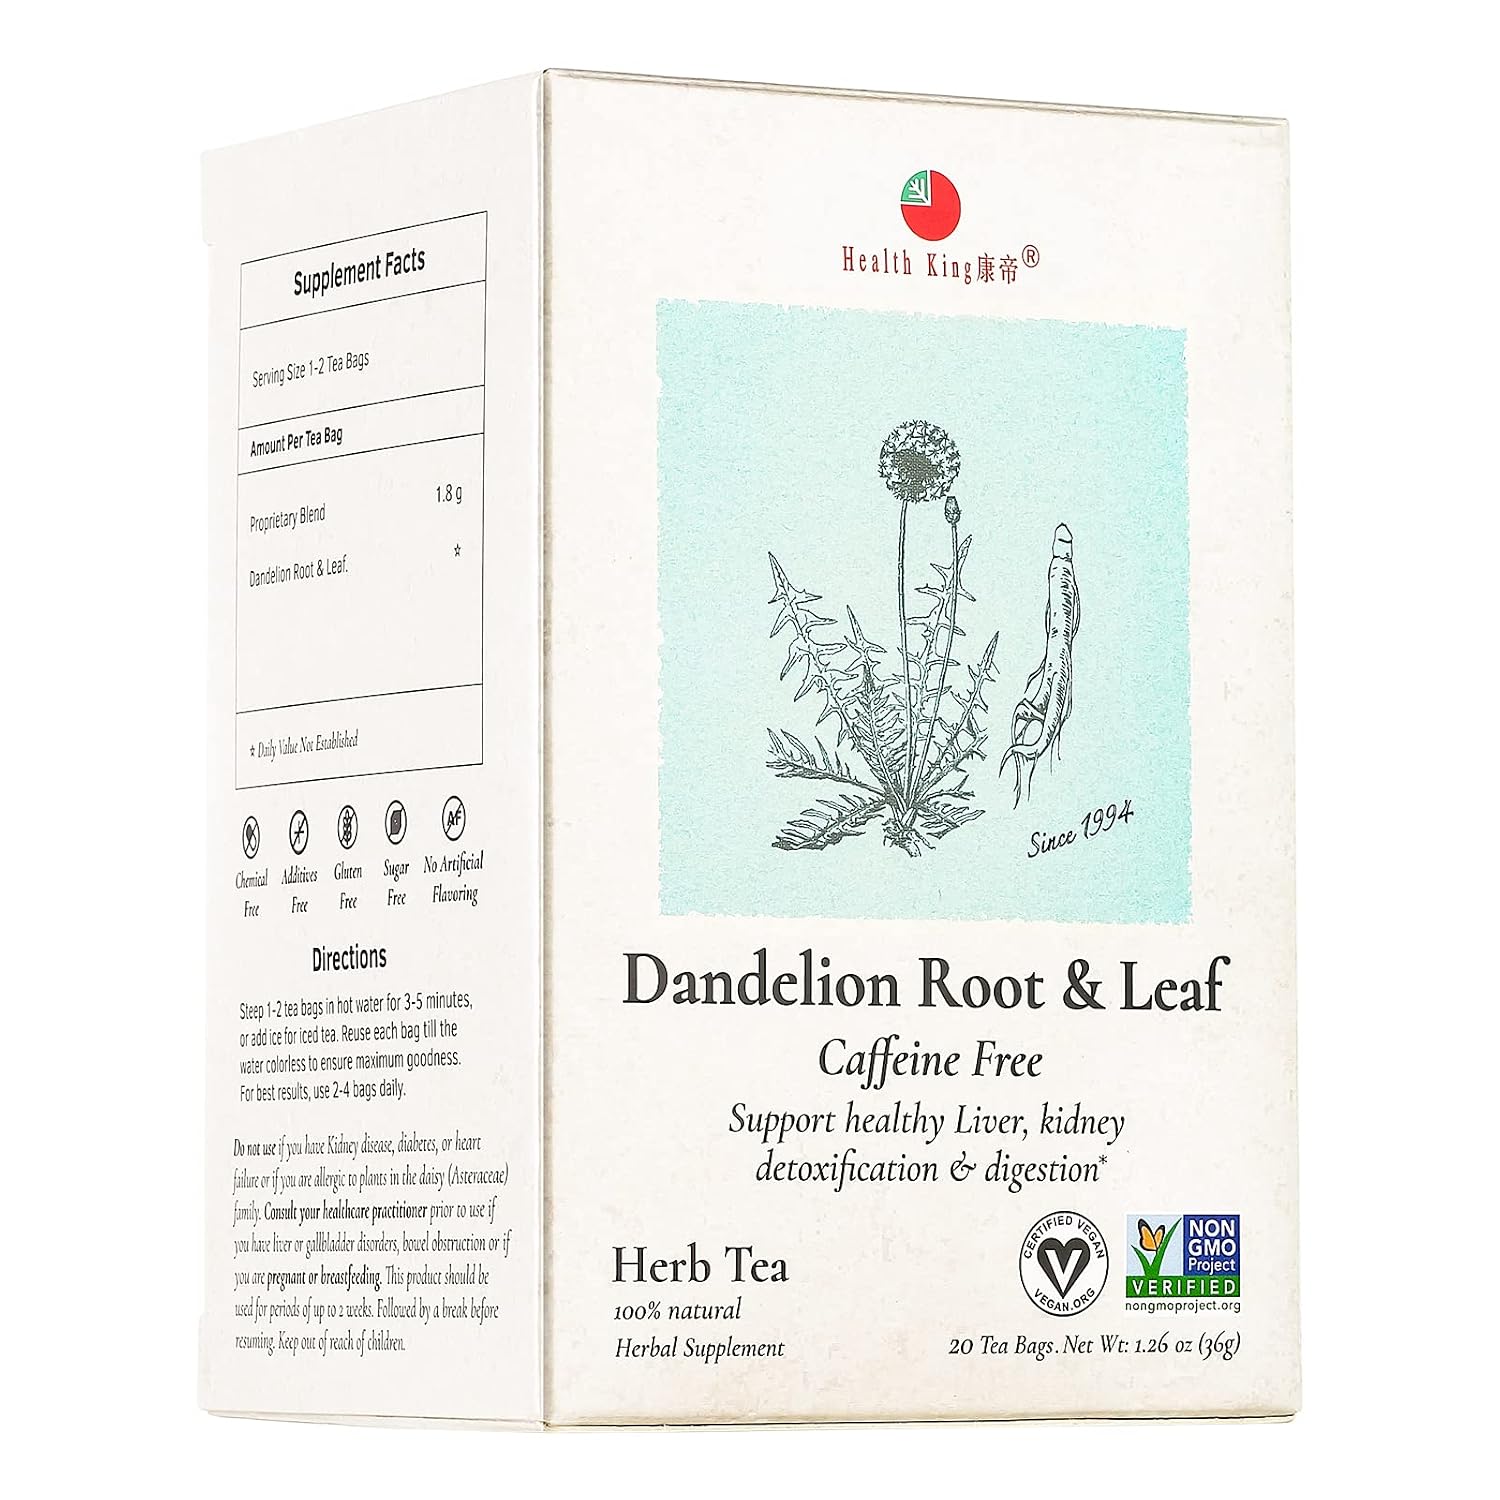 Supplement Facts
Serving Size 1-2 Tea Bags
Amount Per Tea Bag
Proprietary Blend 1.8 g
Dandelion Root & Leaf. ☆
☆ Daily Value Not Established
Chemical Free
Additives Free
Gluten Free
Sugar Free
AF
No Artificial Flavoring
Directions
Steep 1-2 tea bags in hot water for 3-5 minutes,
or add ice for iced tea. Reuse each bag till the
water colorless to ensure maximum goodness.
For best results, use 2-4 bags daily.
Do not use if you have Kidney disease, diabetes, or heart
failure or if you are allergic to plants in the daisy (Asteraceae)
family. Consult your healthcare practitioner prior to use if
you have liver or gallbladder disorders, bowel obstruction or if
you are pregnant or breastfeeding. This product should be
used for periods of up to 2 weeks. Followed by a break before
resuming. Keep out of reach of children.
Health King康帝®
Since 1994
Dandelion Root & Leaf
Caffeine Free
Support healthy Liver, kidney
detoxification & digestion*
Herb Tea
100% natural
Herbal Supplement
CERTIFIED VEGAN
V
VEGAN.ORG
NON
GMO
Project
VERIFIED
nongmoproject.org
20 Tea Bags. Net Wt: 1.26 oz (36g)